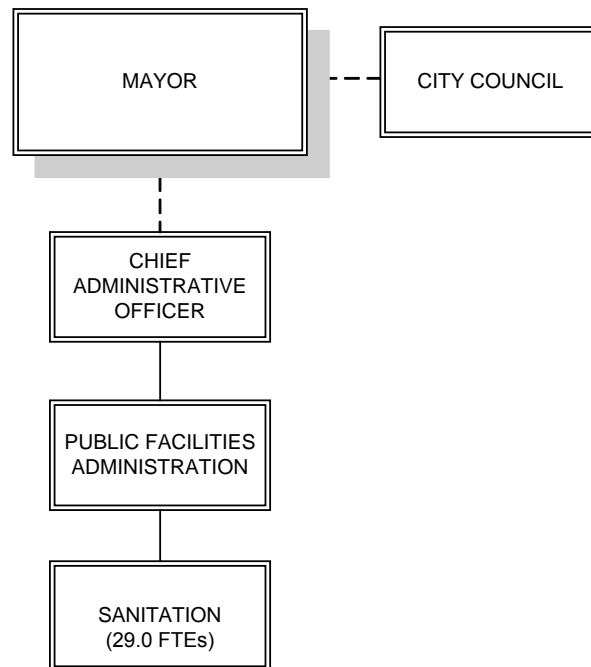 MAYOR
CITY COUNCIL
CHIEF
ADMINISTRATIVE
OFFICER
PUBLIC FACILITIES
ADMINISTRATION
SANITATION
(29.0 FTEs)